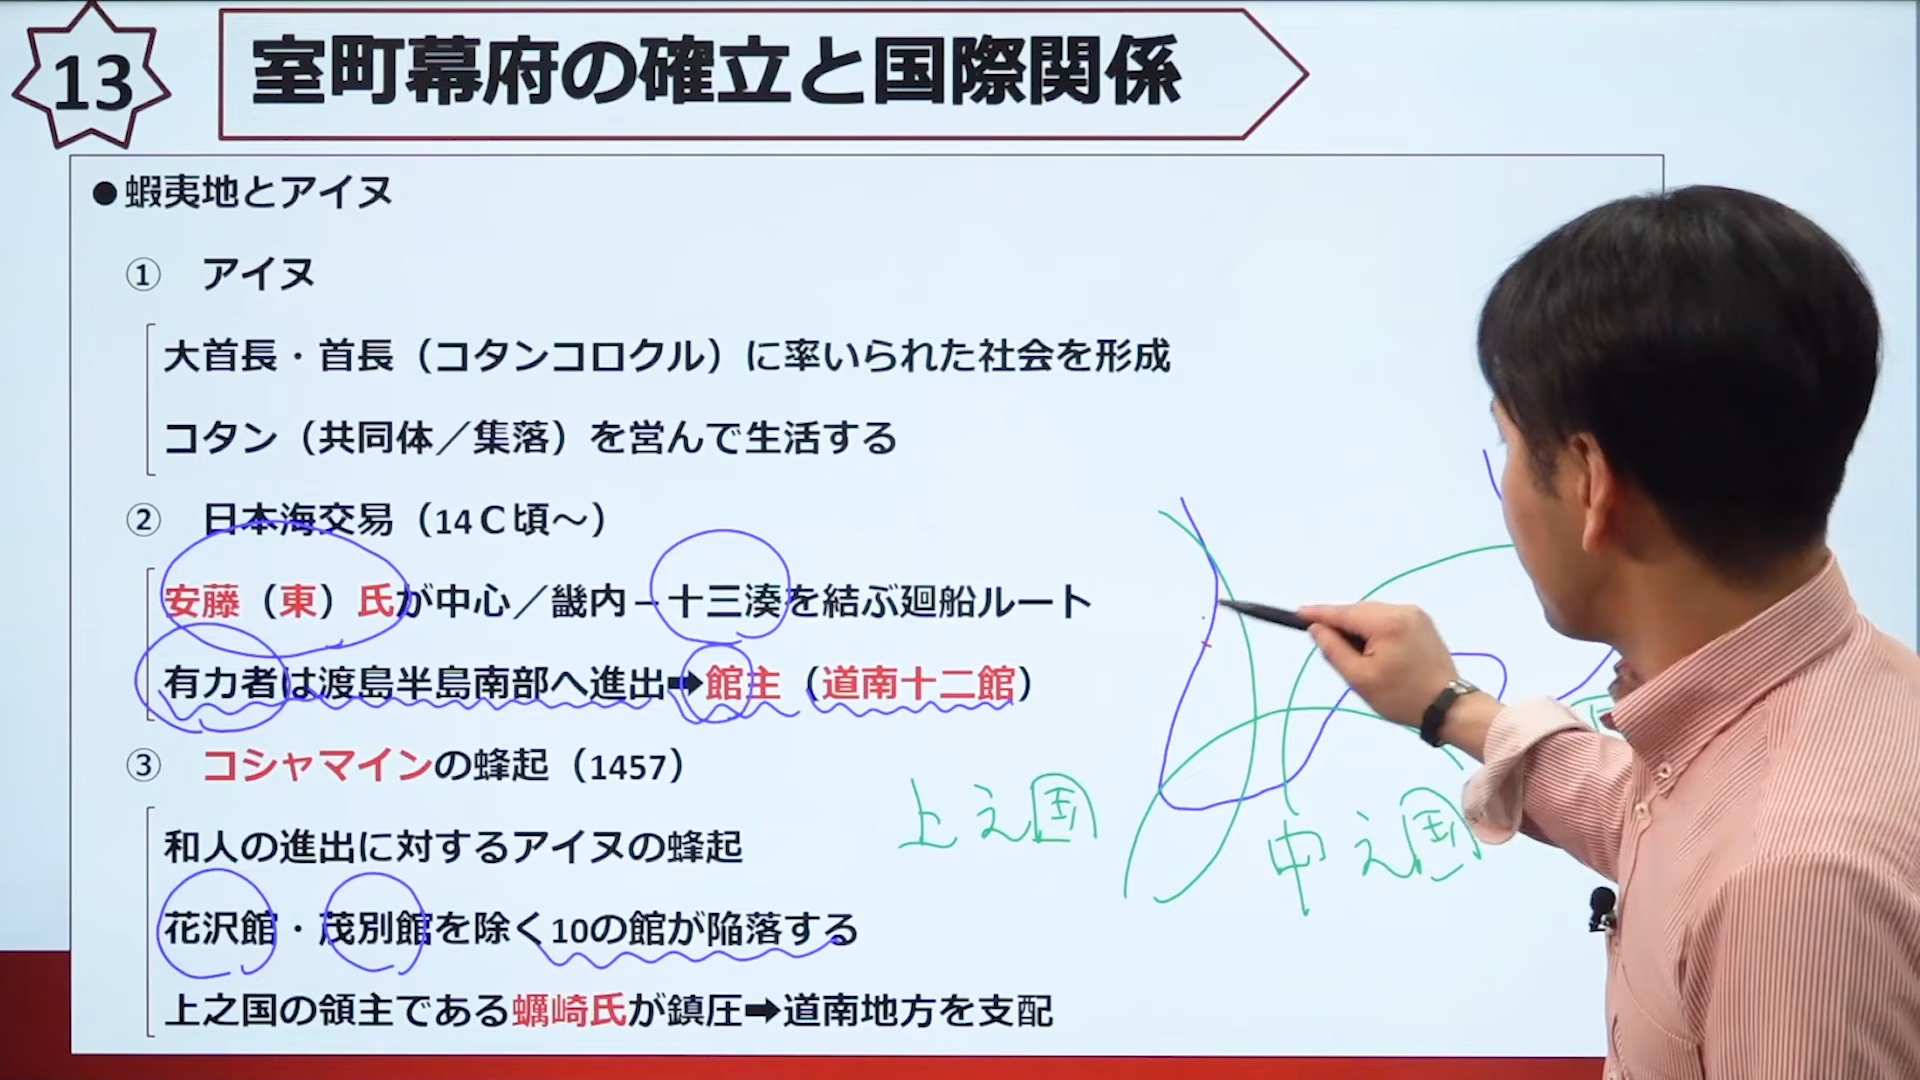 13
室町幕府の確立と国際関係
●蝦夷地とアイヌ
① アイヌ
大首長・首長（コタンコロクル）に率いられた社会を形成
コタン（共同体／集落）を営んで生活する
② 日本海交易（14C頃～）
安藤（東）氏が中心／畿内－十三湊を結ぶ廻船ルート
有力者は渡島半島南部へ進出➡館主（道南十二館）
③ コシャマインの蜂起（1457）
和人の進出に対するアイヌの蜂起
花沢館・茂別館を除く10の館が陥落する
上之国の領主である蠣崎氏が鎮圧➡道南地方を支配
上之国
中之国